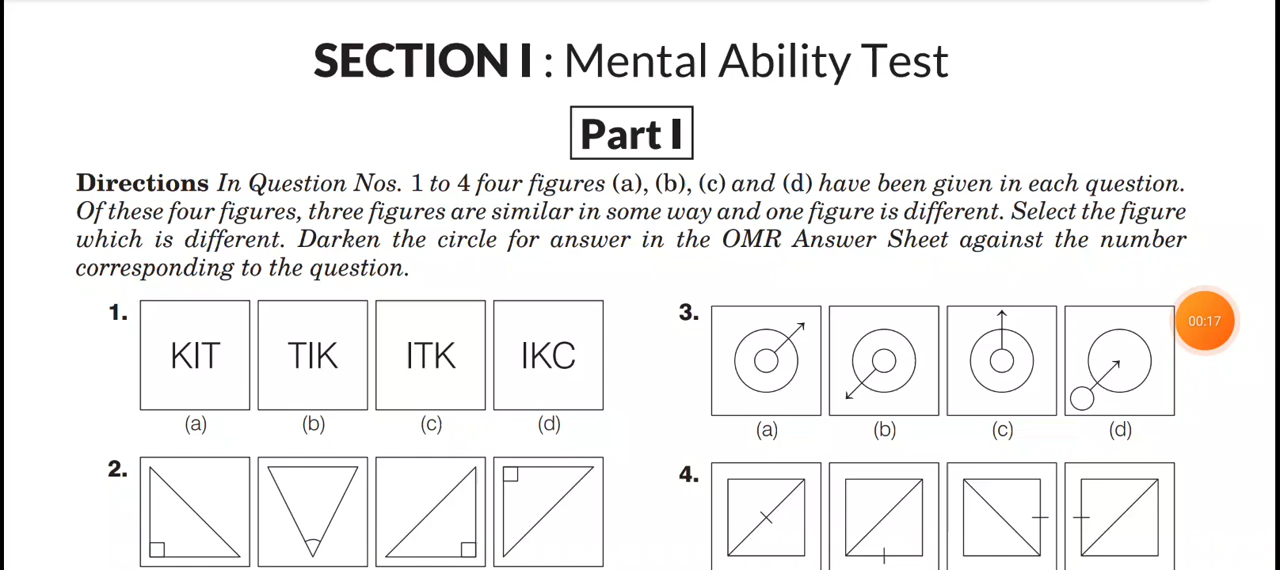 SECTION I : Mental Ability Test
Part I
Directions In Question Nos. 1 to 4 four figures (a), (b), (c) and (d) have been given in each question.
Of these four figures, three figures are similar in some way and one figure is different. Select the figure
which is different. Darken the circle for answer in the OMR Answer Sheet against the number
corresponding to the question.
1.
KIT TIK ITK IKC
(a) (b) (c) (d)
2.
3.
(a) (b) (c) (d)
4.
00:17